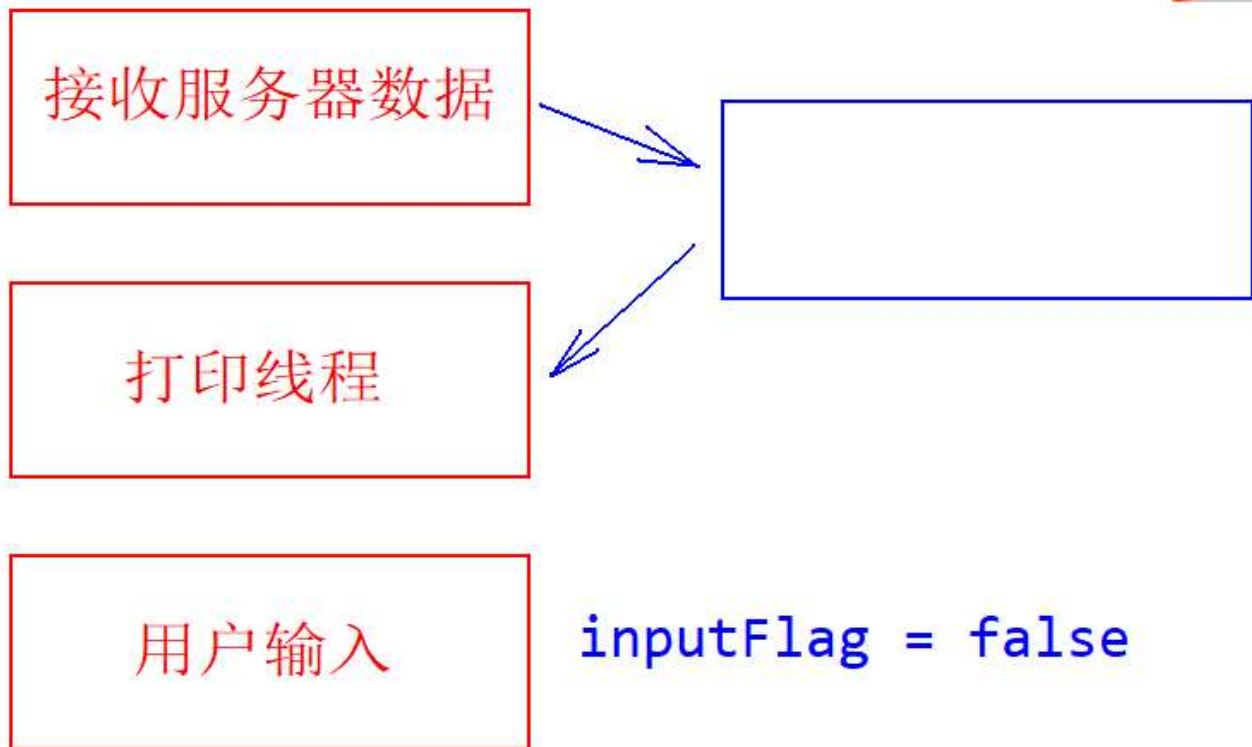 接收服务器数据
打印线程
用户输入
inputFlag = false